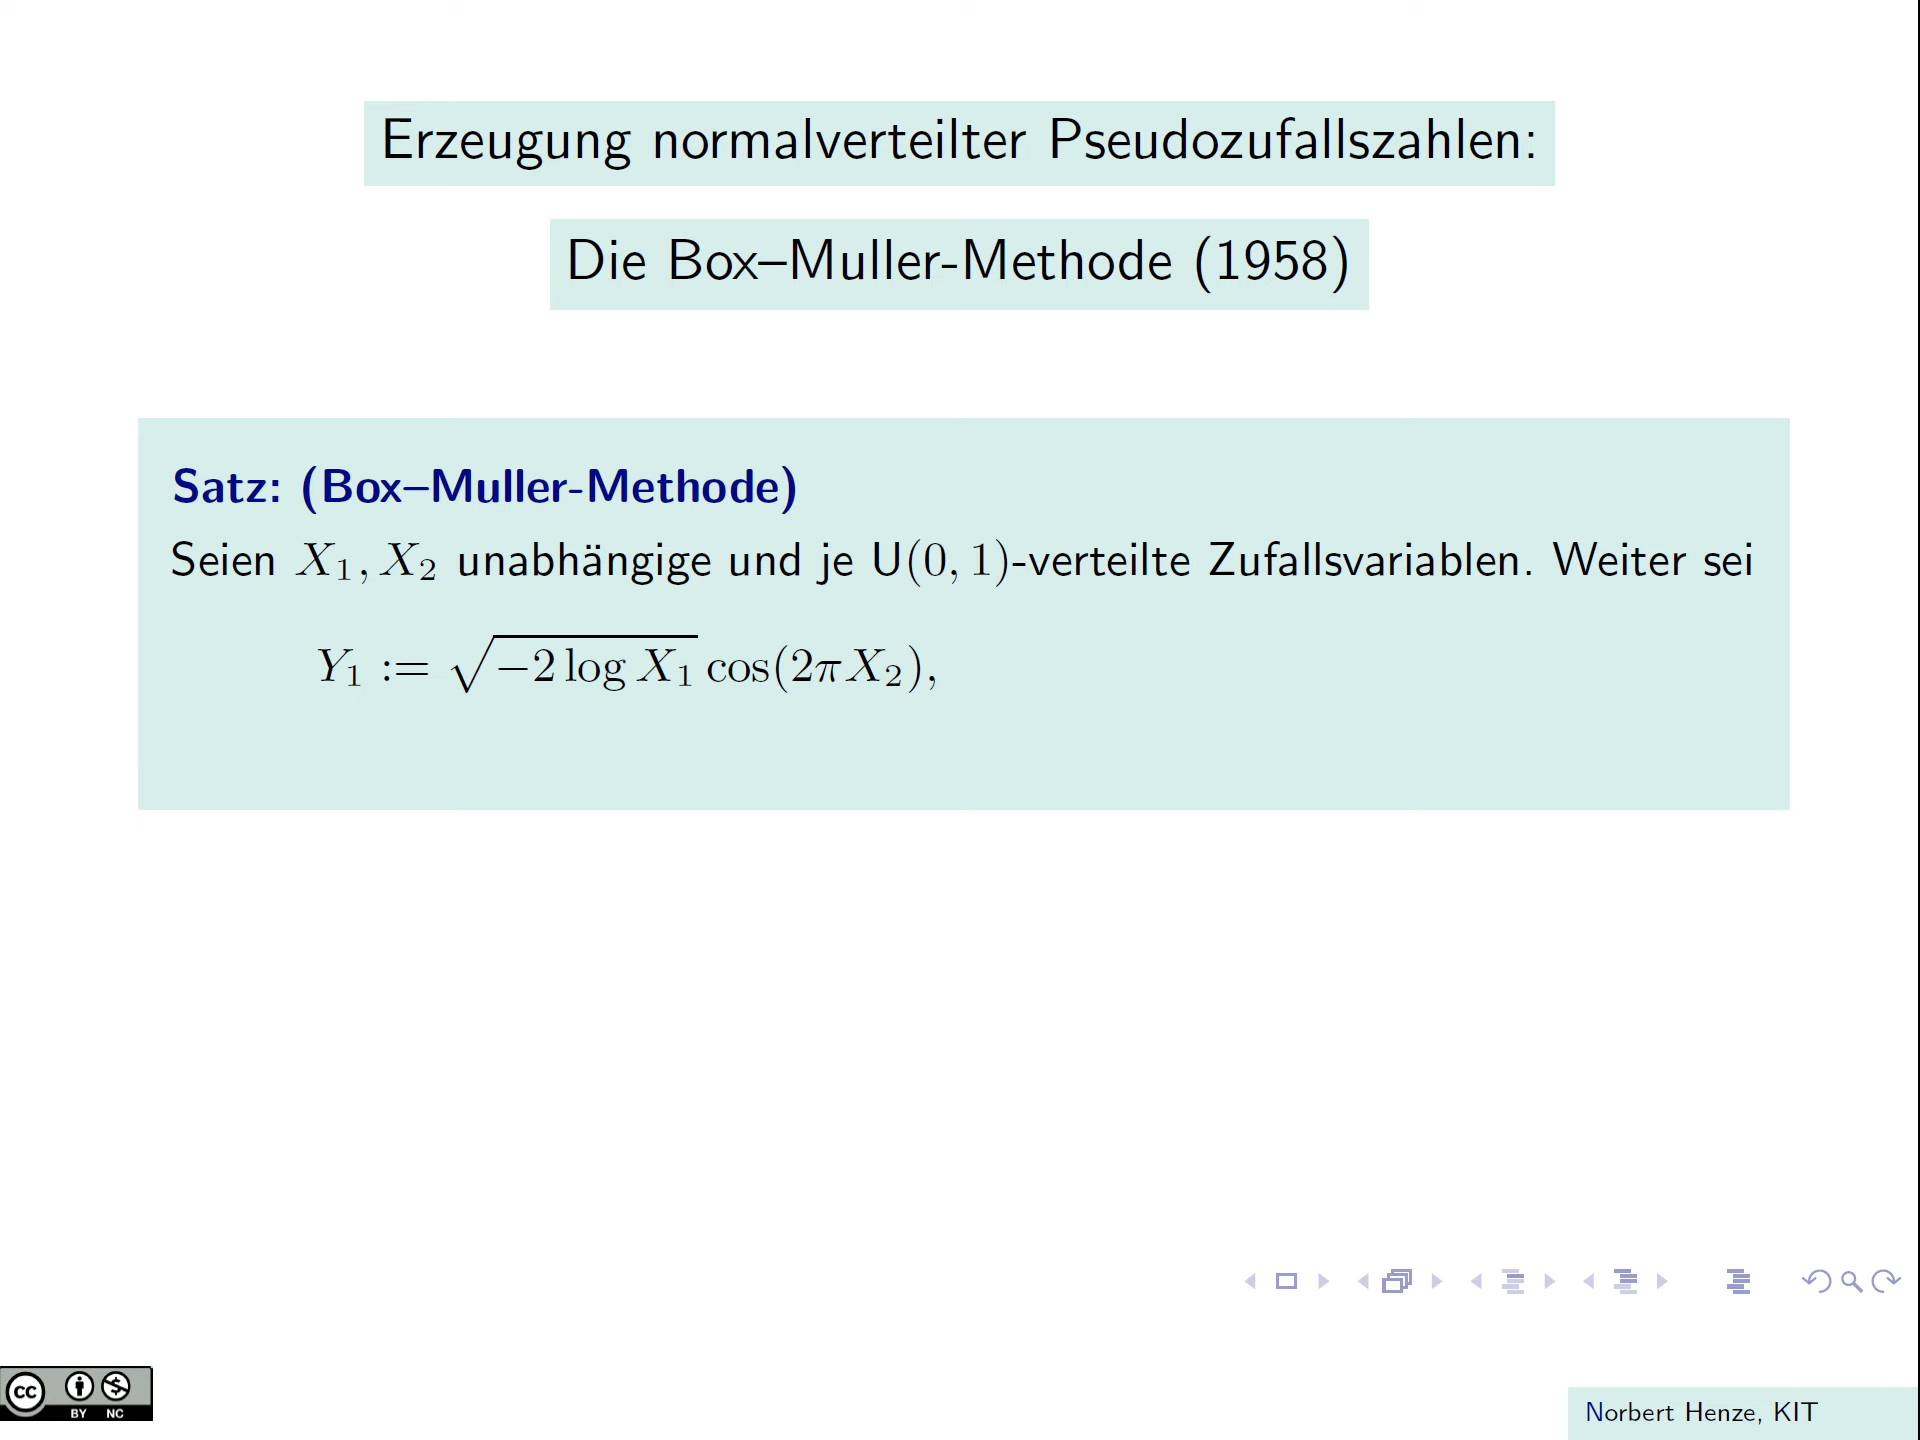 Erzeugung normalverteilter Pseudozufallszahlen:
Die Box–Muller-Methode (1958)
Satz: (Box–Muller-Methode)
Seien X₁, X₂ unabhängige und je U(0, 1)-verteilte Zufallsvariablen. Weiter sei
Y₁ := √(−2 log X₁) cos(2πX₂),
cc BY NC
Norbert Henze, KIT